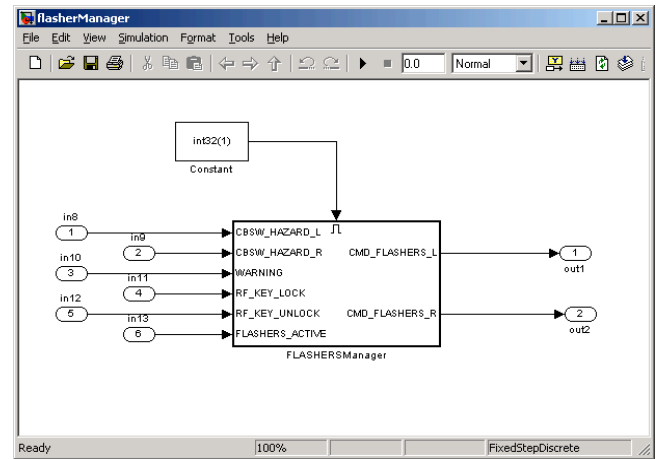 flasherManager
File Edit View Simulation Format Tools Help
0.0 Normal
int32(1)
Constant
in8
1
CBSW_HAZARD_L
in9
2
CBSW_HAZARD_R
CMD_FLASHERS_L
1
out1
in10
3
WARNING
in11
4
RF_KEY_LOCK
in12
5
RF_KEY_UNLOCK
CMD_FLASHERS_R
2
out2
in13
6
FLASHERS_ACTIVE
FLASHERSManager
Ready 100% FixedStepDiscrete